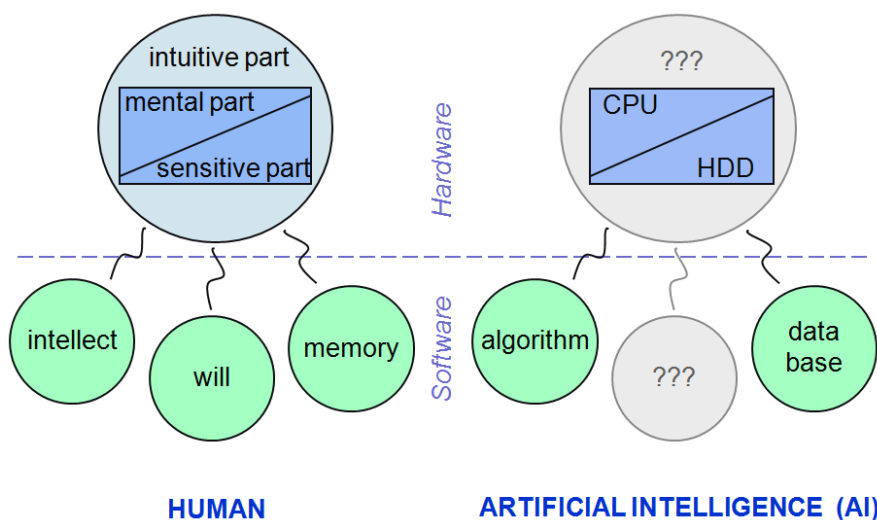 intuitive part
mental part
sensitive part
???
CPU
HDD
Hardware
Software
intellect
will
memory
algorithm
???
data
base
HUMAN
ARTIFICIAL INTELLIGENCE (AI)